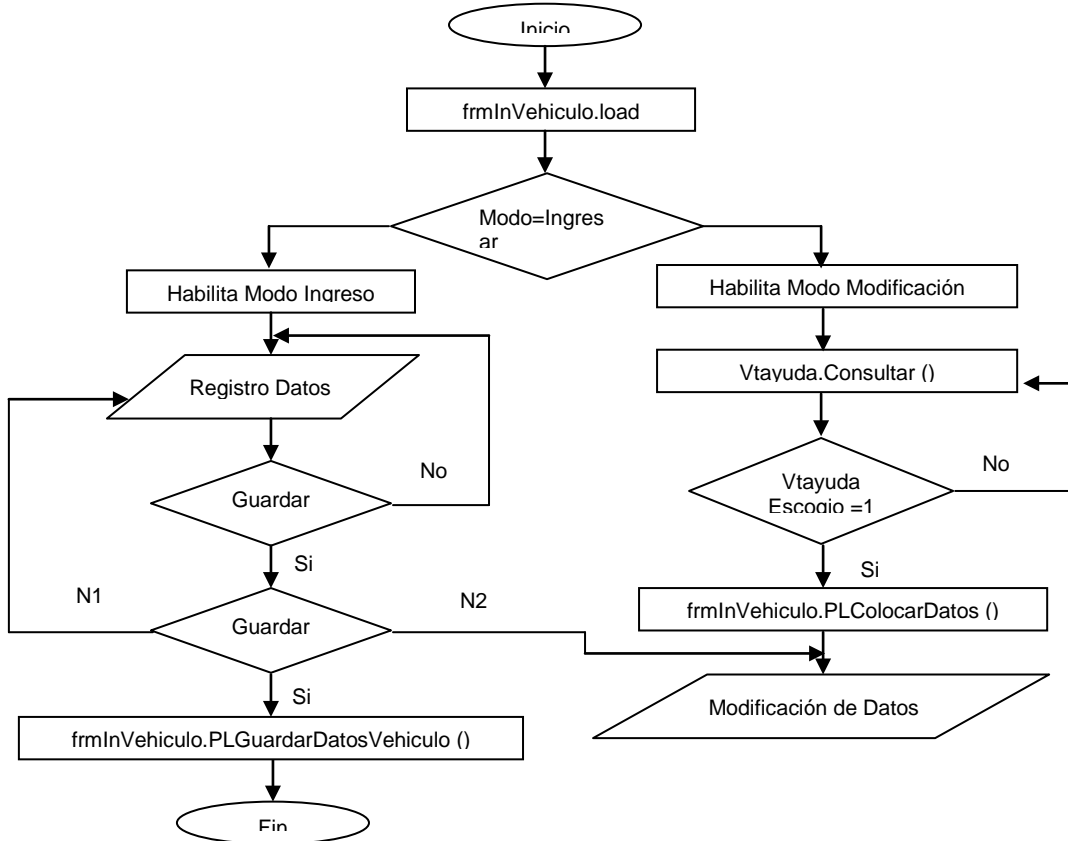 Inicio
frmInVehiculo.load
Modo=Ingres
ar
Habilita Modo Ingreso
Habilita Modo Modificación
Registro Datos
Vtayuda.Consultar ()
No
Guardar
Vtayuda
Escogio =1
No
Si
Si
N1
N2
Guardar
frmInVehiculo.PLColocarDatos ()
Si
Modificación de Datos
frmInVehiculo.PLGuardarDatosVehiculo ()
Fin